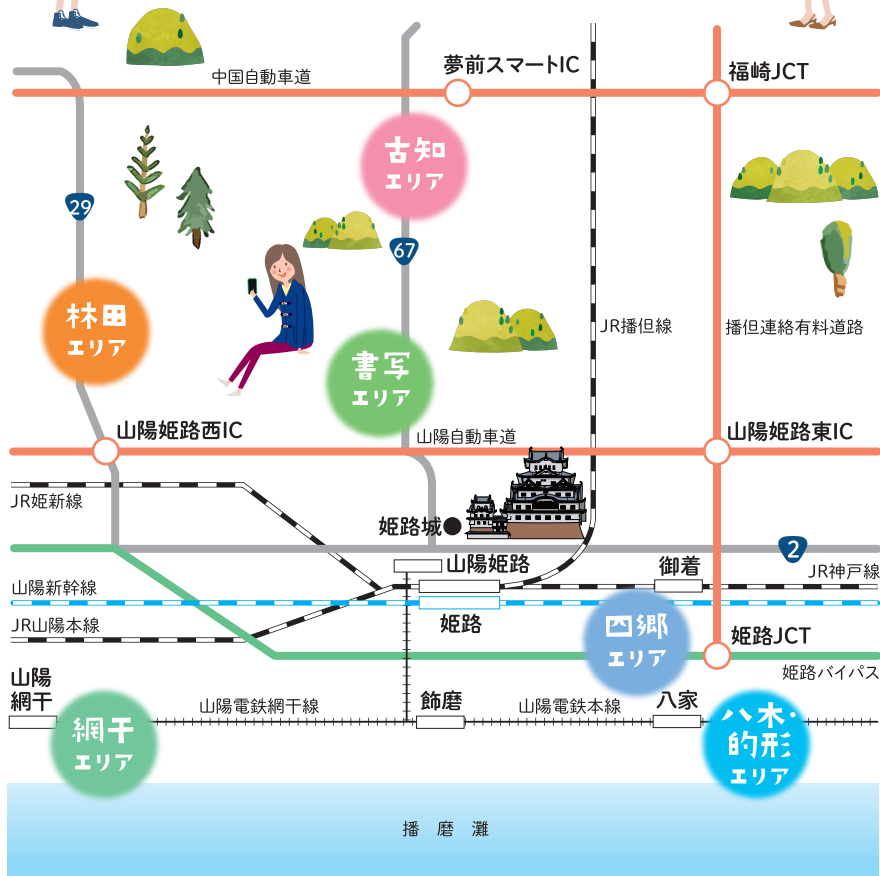 中国自動車道
夢前スマートIC
福崎JCT
古知
エリア
29
67
林田
エリア
JR播但線
播但連絡有料道路
書写
エリア
山陽姫路西IC
山陽自動車道
山陽姫路東IC
JR姫新線
姫路城
2
山陽姫路
御着
JR神戸線
山陽新幹線
姫路
四郷
エリア
JR山陽本線
姫路JCT
姫路バイパス
山陽
網干
山陽電鉄網干線
飾磨
山陽電鉄本線
八家
網干
エリア
八木・
的形
エリア
播磨灘